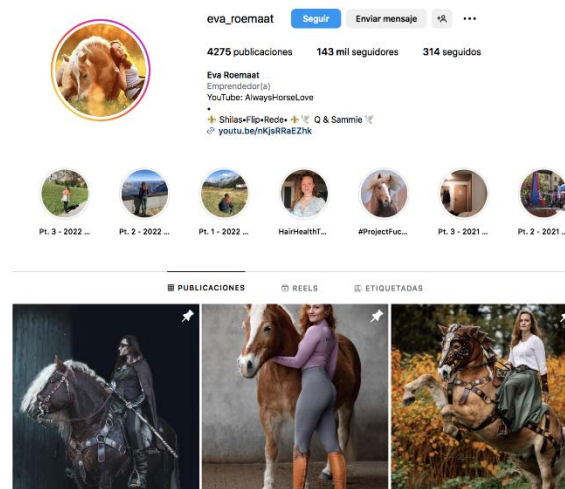 eva_roemaat Seguir Enviar mensaje
4275 publicaciones 143 mil seguidores 314 seguidos
Eva Roemaat
Emprendedor(a)
YouTube: AlwaysHorseLove
•
⚜️ Shilas•Flip•Rede• ⚜️🕊 Q & Sammie 🕊
youtu.be/nKjsRRaEZhk
Pt. 3 - 2022 ... Pt. 2 - 2022 ... Pt. 1 - 2022 ... HairHealthT... #ProjectFuc... Pt. 3 - 2021 ... Pt. 2 - 2021 ..
PUBLICACIONES REELS ETIQUETADAS